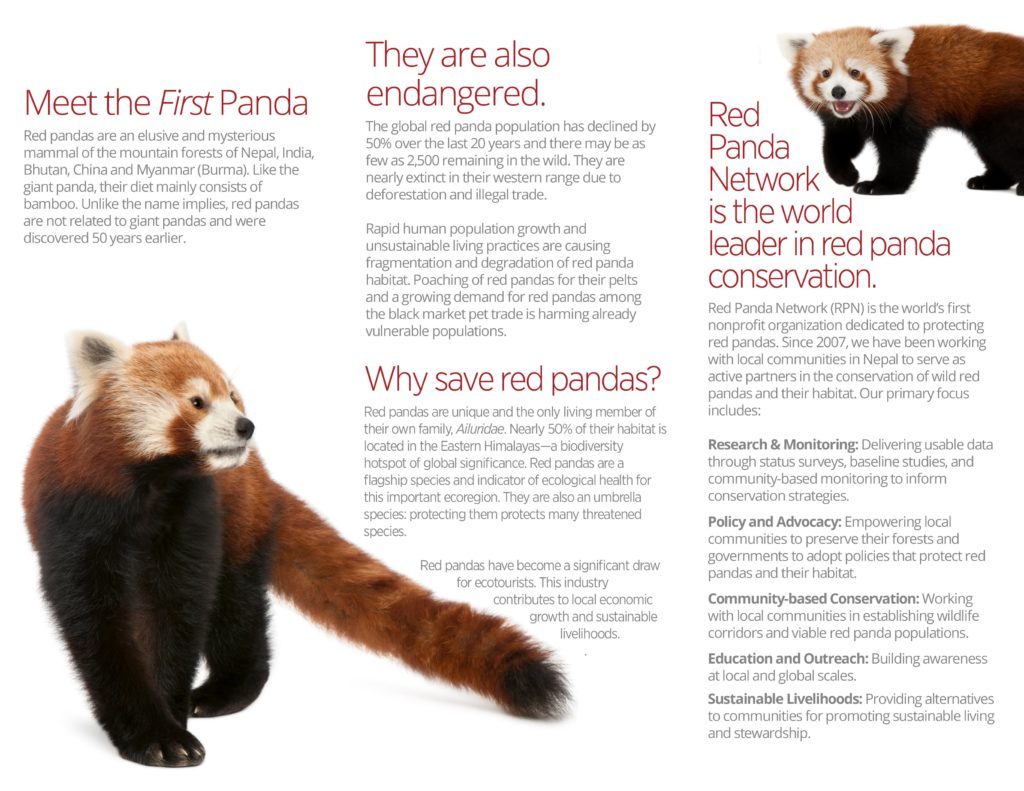 Meet the First Panda
Red pandas are an elusive and mysterious
mammal of the mountain forests of Nepal, India,
Bhutan, China and Myanmar (Burma). Like the
giant panda, their diet mainly consists of
bamboo. Unlike the name implies, red pandas
are not related to giant pandas and were
discovered 50 years earlier.
They are also
endangered.
The global red panda population has declined by
50% over the last 20 years and there may be as
few as 2,500 remaining in the wild. They are
nearly extinct in their western range due to
deforestation and illegal trade.
Rapid human population growth and
unsustainable living practices are causing
fragmentation and degradation of red panda
habitat. Poaching of red pandas for their pelts
and a growing demand for red pandas among
the black market pet trade is harming already
vulnerable populations.
Why save red pandas?
Red pandas are unique and the only living member of
their own family, Ailuridae. Nearly 50% of their habitat is
located in the Eastern Himalayas—a biodiversity
hotspot of global significance. Red pandas are a
flagship species and indicator of ecological health for
this important ecoregion. They are also an umbrella
species: protecting them protects many threatened
species.
Red pandas have become a significant draw
for ecotourists. This industry
contributes to local economic
growth and sustainable
livelihoods.
.
Red
Panda
Network
is the world
leader in red panda
conservation.
Red Panda Network (RPN) is the world's first
nonprofit organization dedicated to protecting
red pandas. Since 2007, we have been working
with local communities in Nepal to serve as
active partners in the conservation of wild red
pandas and their habitat. Our primary focus
includes:
Research & Monitoring: Delivering usable data
through status surveys, baseline studies, and
community-based monitoring to inform
conservation strategies.
Policy and Advocacy: Empowering local
communities to preserve their forests and
governments to adopt policies that protect red
pandas and their habitat.
Community-based Conservation: Working
with local communities in establishing wildlife
corridors and viable red panda populations.
Education and Outreach: Building awareness
at local and global scales.
Sustainable Livelihoods: Providing alternatives
to communities for promoting sustainable living
and stewardship.